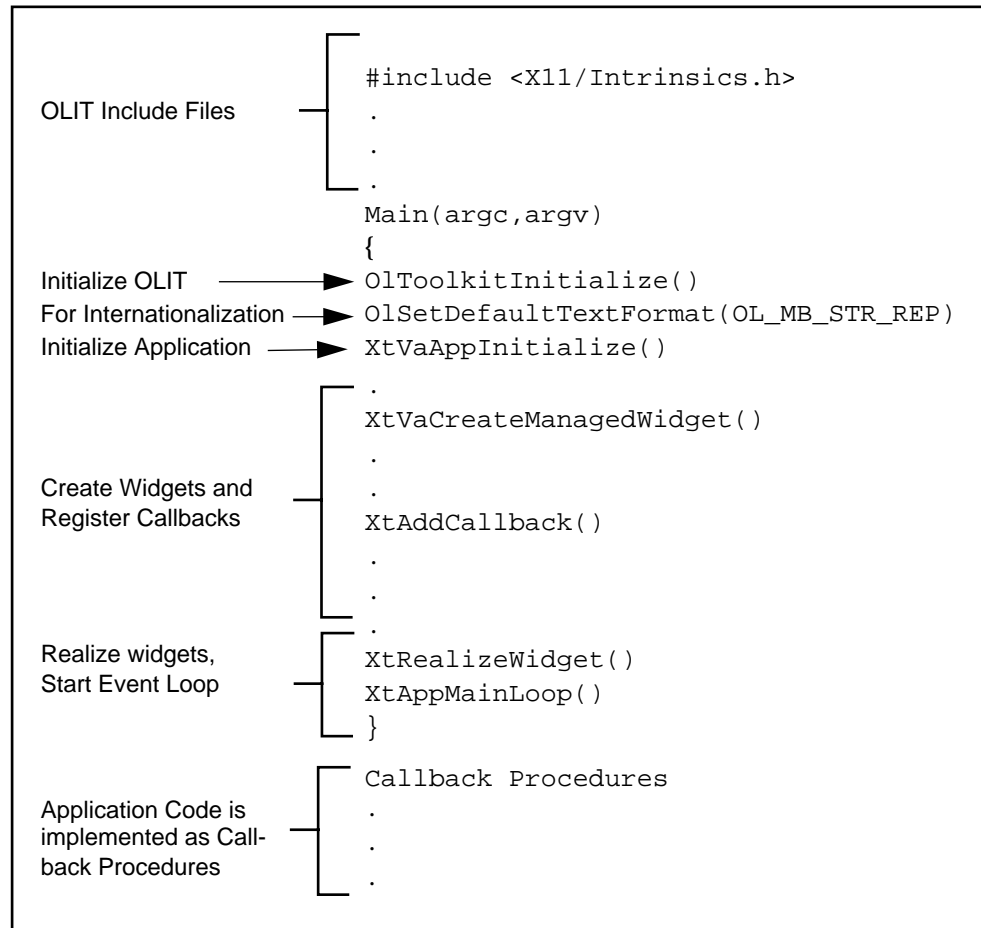 #include <X11/Intrinsics.h>
OLIT Include Files
.
.
.
Main(argc,argv)
{
Initialize OLIT OlToolkitInitialize()
For Internationalization OlSetDefaultTextFormat(OL_MB_STR_REP)
Initialize Application XtVaAppInitialize()
.
XtVaCreateManagedWidget()
.
.
Create Widgets and
Register Callbacks
XtAddCallback()
.
.
.
Realize widgets,
Start Event Loop
XtRealizeWidget()
XtAppMainLoop()
}
Callback Procedures
Application Code is
implemented as Call-
back Procedures
.
.
.